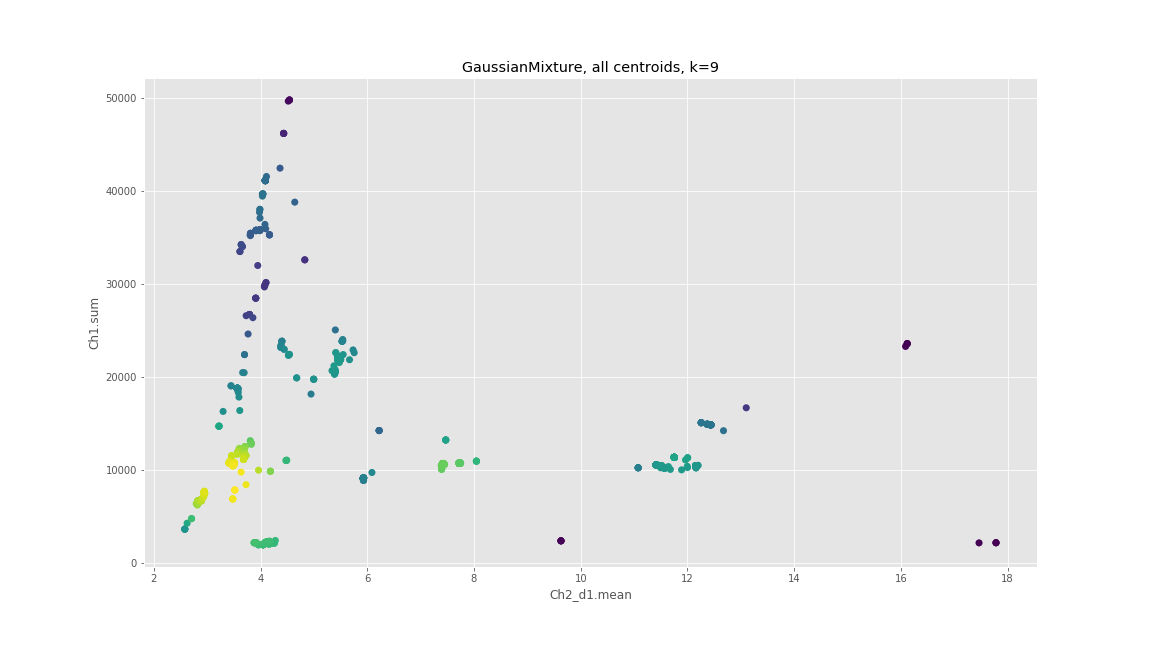 GaussianMixture, all centroids, k=9
50000
40000
30000
20000
10000
0
Ch1.sum
2 4 6 8 10 12 14 16 18
Ch2_d1.mean